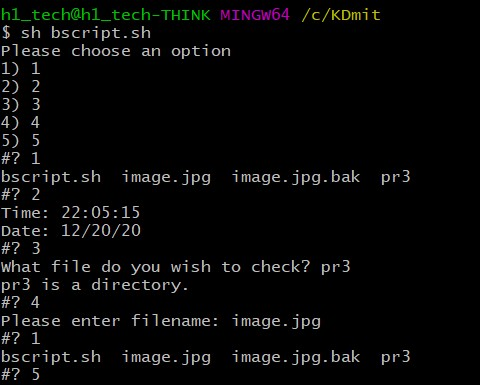 h1_tech@h1_tech-THINK MINGW64 /c/KDmit
$ sh bscript.sh
Please choose an option
1) 1
2) 2
3) 3
4) 4
5) 5
#? 1
bscript.sh  image.jpg  image.jpg.bak  pr3
#? 2
Time: 22:05:15
Date: 12/20/20
#? 3
What file do you wish to check? pr3
pr3 is a directory.
#? 4
Please enter filename: image.jpg
#? 1
bscript.sh  image.jpg  image.jpg.bak  pr3
#? 5